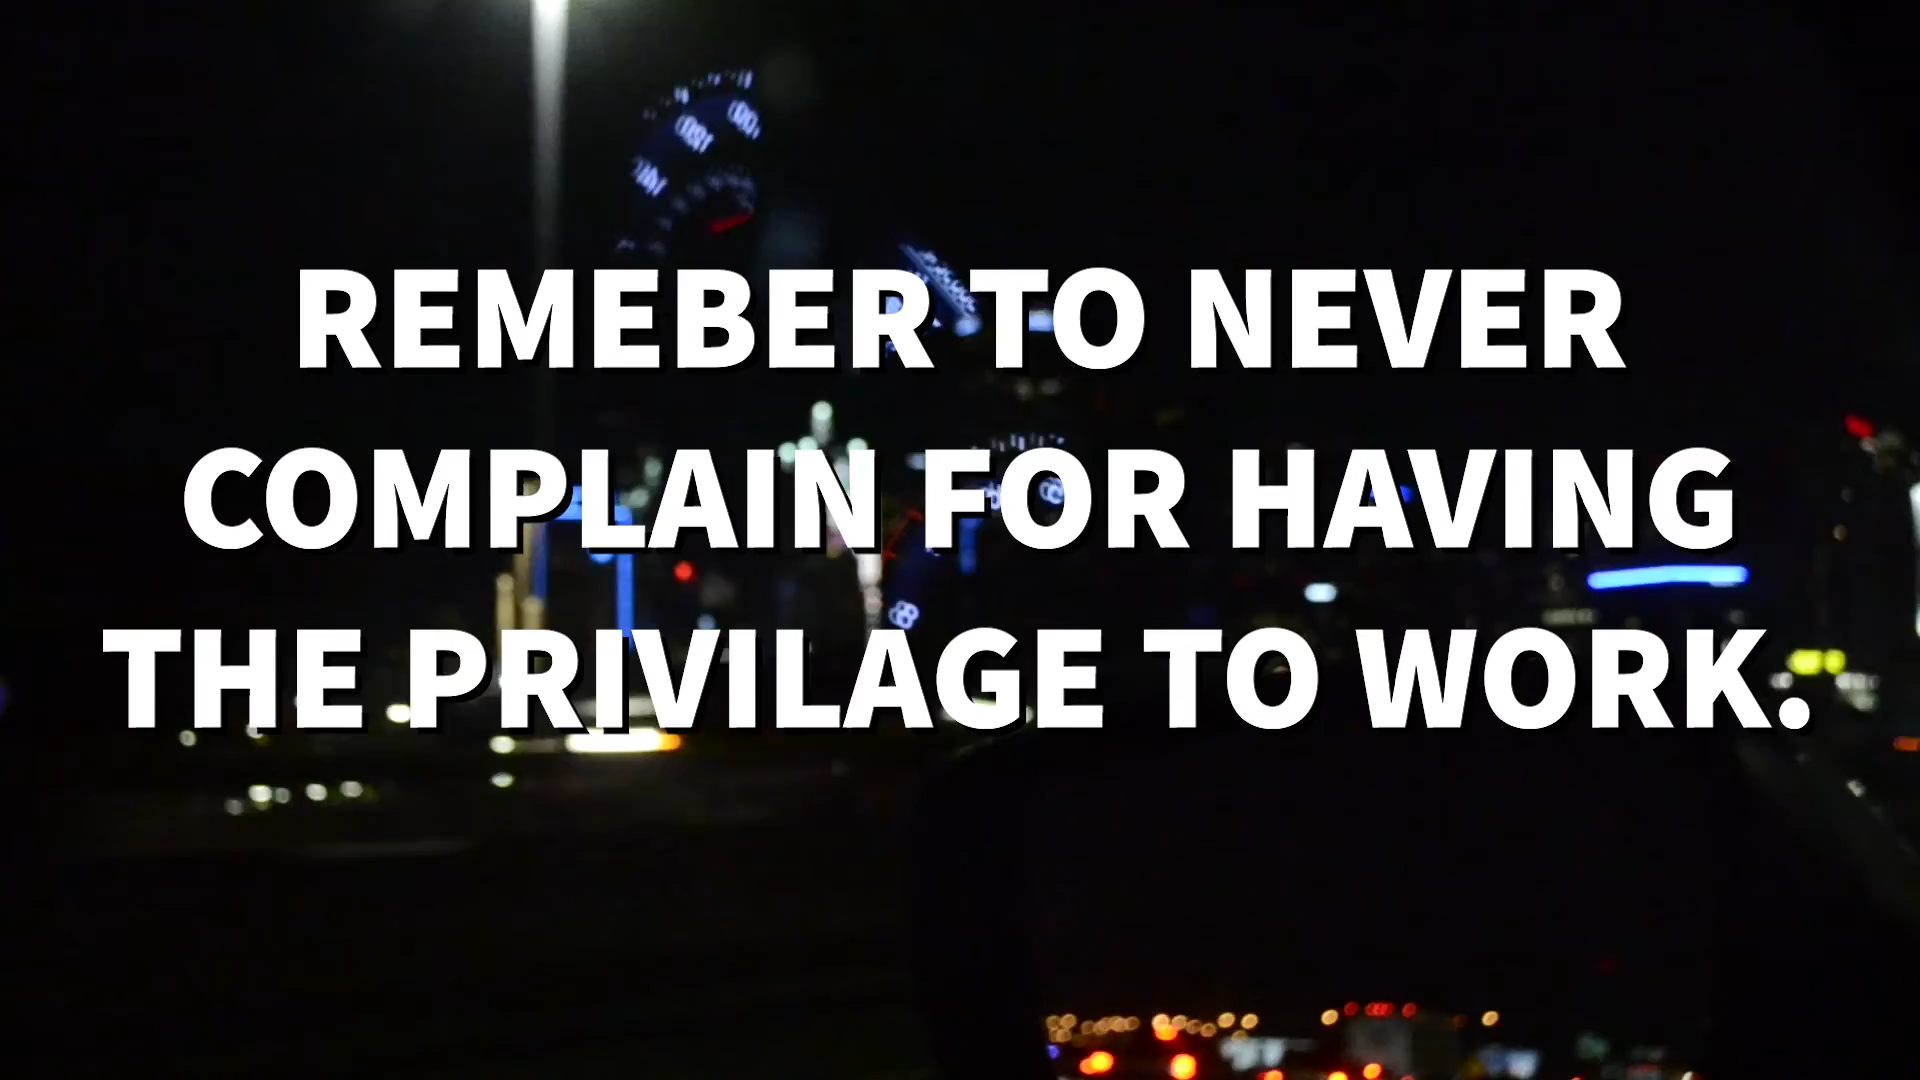 REMEBER TO NEVER
COMPLAIN FOR HAVING
THE PRIVILAGE TO WORK.